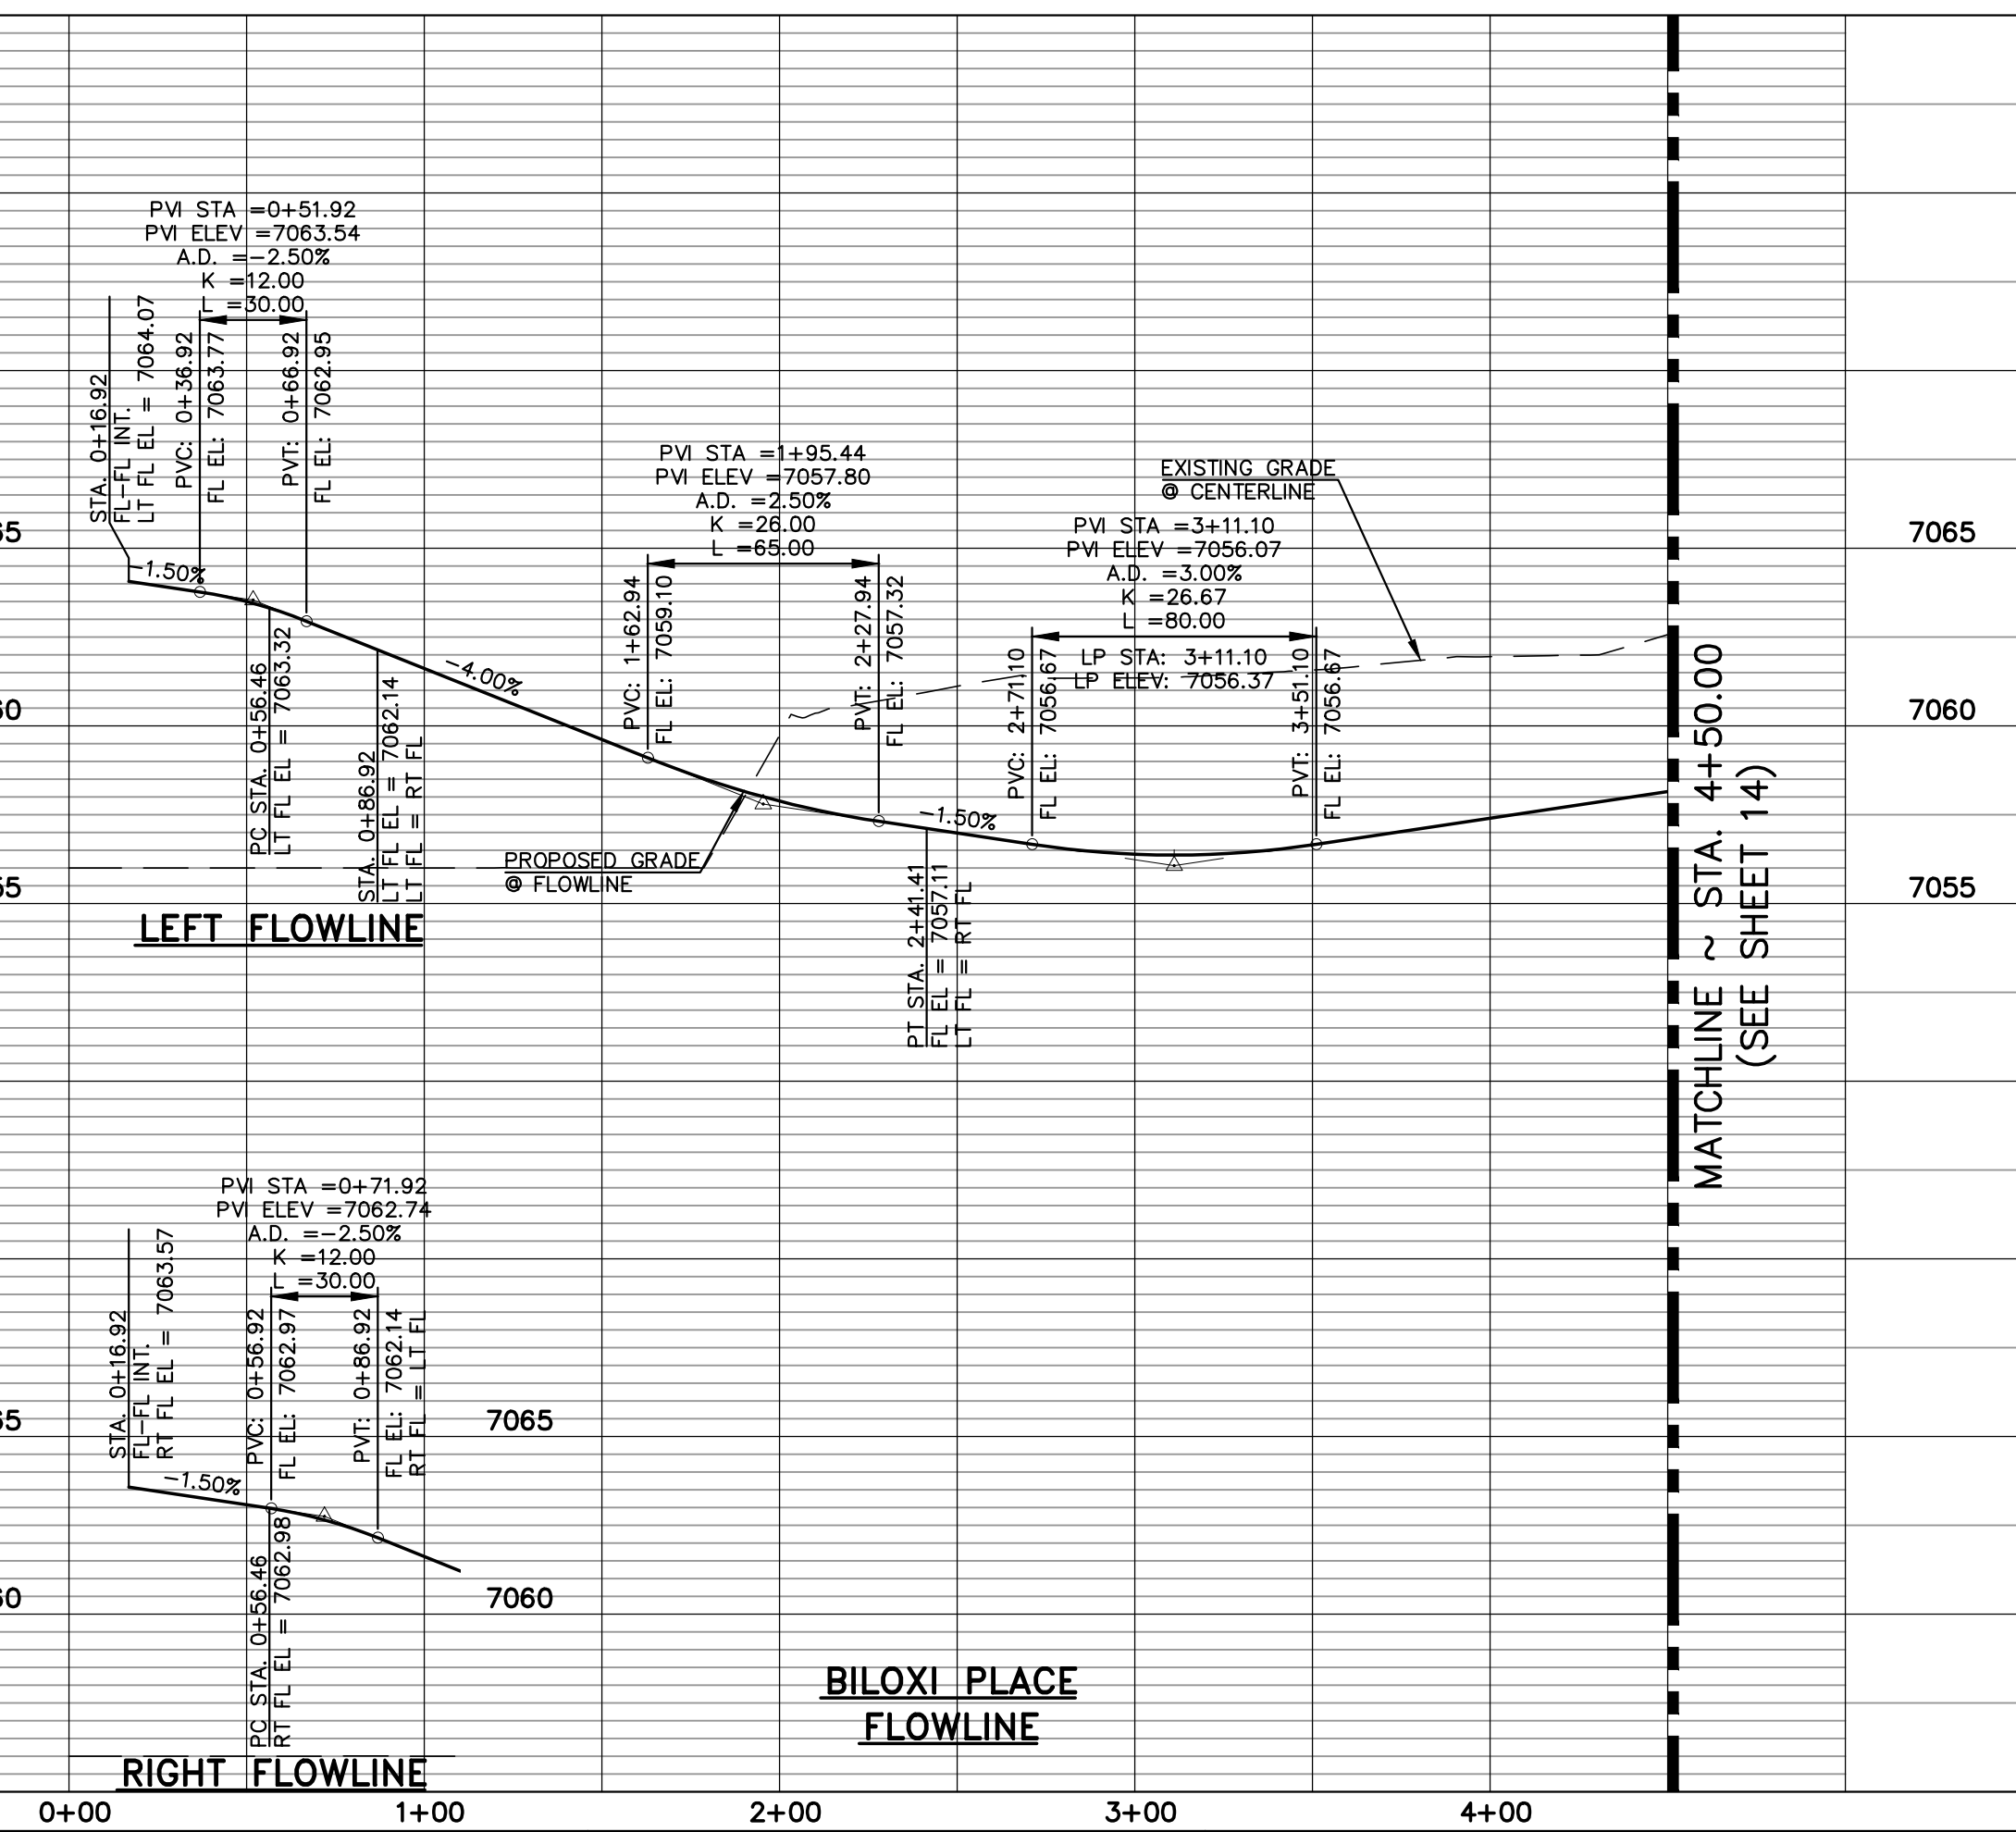 PVI STA =0+51.92
PVI ELEV =7063.54
A.D. =-2.50%
K =12.00
L =30.00
STA. 0+16.92
FL-FL INT.
LT FL EL = 7064.07
PVC: 0+36.92
FL EL: 7063.77
PVT: 0+66.92
FL EL: 7062.95
-1.50%
PC STA. 0+56.46
LT FL EL = 7063.32
STA. 0+86.92
LT FL EL = 7062.14
LT FL = RT FL
-4.00%
PVI STA =1+95.44
PVI ELEV =7057.80
A.D. =2.50%
K =26.00
L =65.00
PVC: 1+62.94
FL EL: 7059.10
PVT: 2+27.94
FL EL: 7057.32
EXISTING GRADE
@ CENTERLINE
PVI STA =3+11.10
PVI ELEV =7056.07
A.D. =3.00%
K =26.67
L =80.00
LP STA: 3+11.10
LP ELEV: 7056.37
PVC: 2+71.10
FL EL: 7056.67
PVT: 3+51.10
FL EL: 7056.67
-1.50%
PROPOSED GRADE
@ FLOWLINE
PT STA. 2+41.41
FL EL = 7057.11
LT FL = RT FL
LEFT FLOWLINE
65
60
55
7065
7060
7055
MATCHLINE ~ STA. 4+50.00
(SEE SHEET 14)
PVI STA =0+71.92
PVI ELEV =7062.74
A.D. =-2.50%
K =12.00
L =30.00
STA. 0+16.92
FL-FL INT.
RT FL EL = 7063.57
PVC: 0+56.92
FL EL: 7062.97
PVT: 0+86.92
FL EL: 7062.14
RT FL = LT FL
-1.50%
PC STA. 0+56.46
RT FL EL = 7062.98
65
7065
60
7060
RIGHT FLOWLINE
BILOXI PLACE
FLOWLINE
0+00
1+00
2+00
3+00
4+00